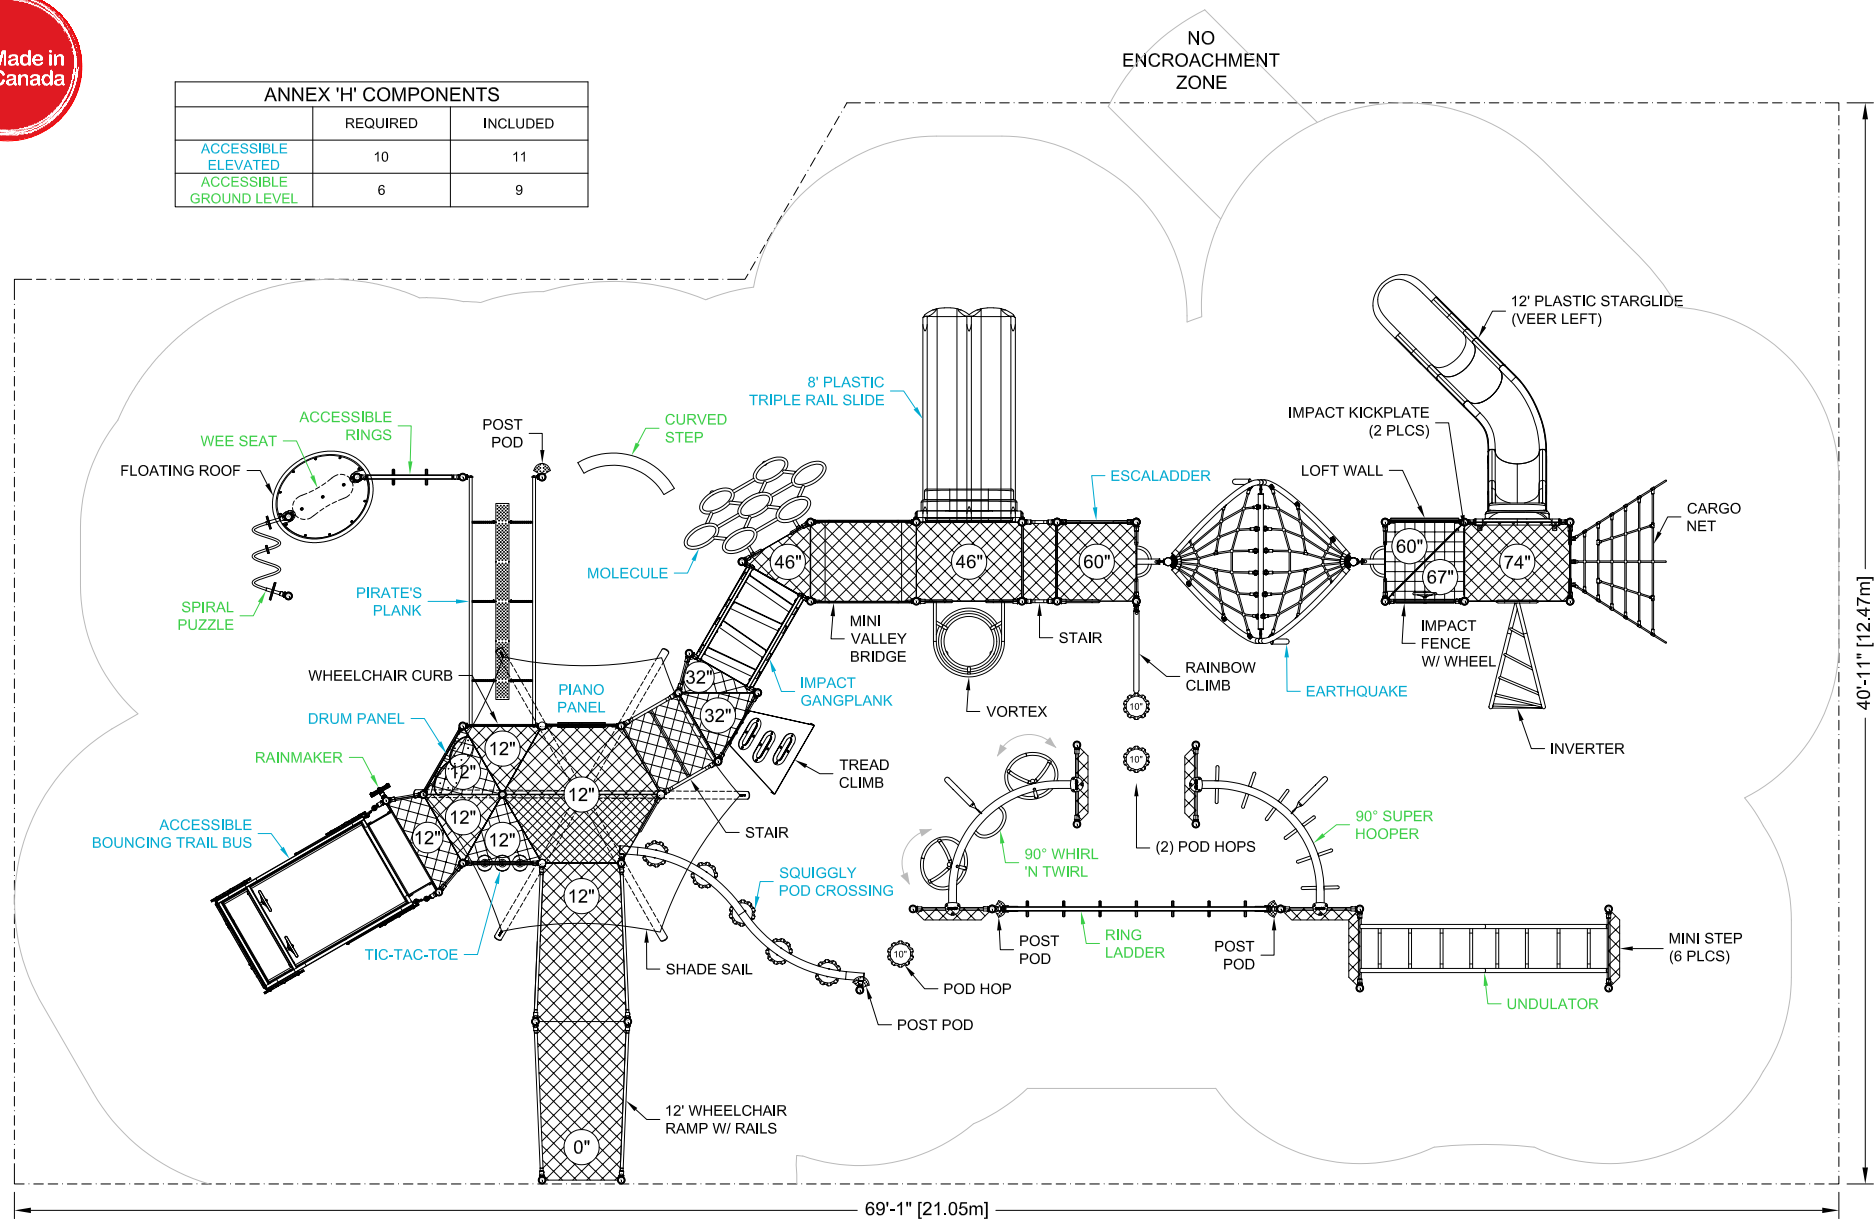 Made in
Canada
NO
ENCROACHMENT
ZONE
ANNEX 'H' COMPONENTS
REQUIRED INCLUDED
ACCESSIBLE
ELEVATED
10 11
ACCESSIBLE
GROUND LEVEL
6 9
12' PLASTIC STARGLIDE
(VEER LEFT)
8' PLASTIC
TRIPLE RAIL SLIDE
IMPACT KICKPLATE
(2 PLCS)
ACCESSIBLE
RINGS
WEE SEAT
FLOATING ROOF
POST
POD
CURVED
STEP
ESCALADDER
LOFT WALL
CARGO
NET
MOLECULE
46"
46"
60"
60"
67"
74"
PIRATE'S
PLANK
SPIRAL
PUZZLE
MINI
VALLEY
BRIDGE
STAIR
IMPACT
FENCE
W/ WHEEL
RAINBOW
CLIMB
EARTHQUAKE
WHEELCHAIR CURB
PIANO
PANEL
32"
32"
IMPACT
GANGPLANK
VORTEX
10"
INVERTER
DRUM PANEL
RAINMAKER
12"
12"
12"
12"
12"
12"
TREAD
CLIMB
10"
STAIR
(2) POD HOPS
ACCESSIBLE
BOUNCING TRAIL BUS
90° WHIRL
'N TWIRL
90° SUPER
HOOPER
SQUIGGLY
POD CROSSING
12"
TIC-TAC-TOE
SHADE SAIL
10"
POD HOP
POST POD
POST
POD
RING
LADDER
POST
POD
MINI STEP
(6 PLCS)
UNDULATOR
12' WHEELCHAIR
RAMP W/ RAILS
0"
40'-11" [12.47m]
69'-1" [21.05m]